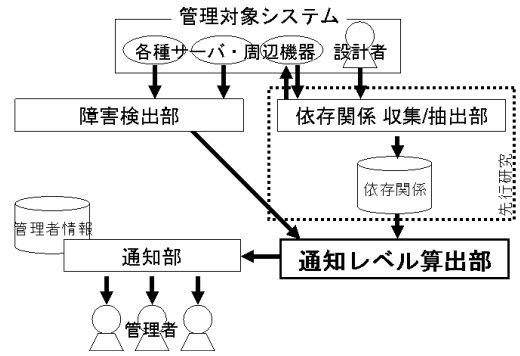 管理対象システム
各種サーバ・周辺機器
設計者
障害検出部
依存関係 収集/抽出部
依存関係
先行研究
管理者情報
通知部
通知レベル算出部
管理者